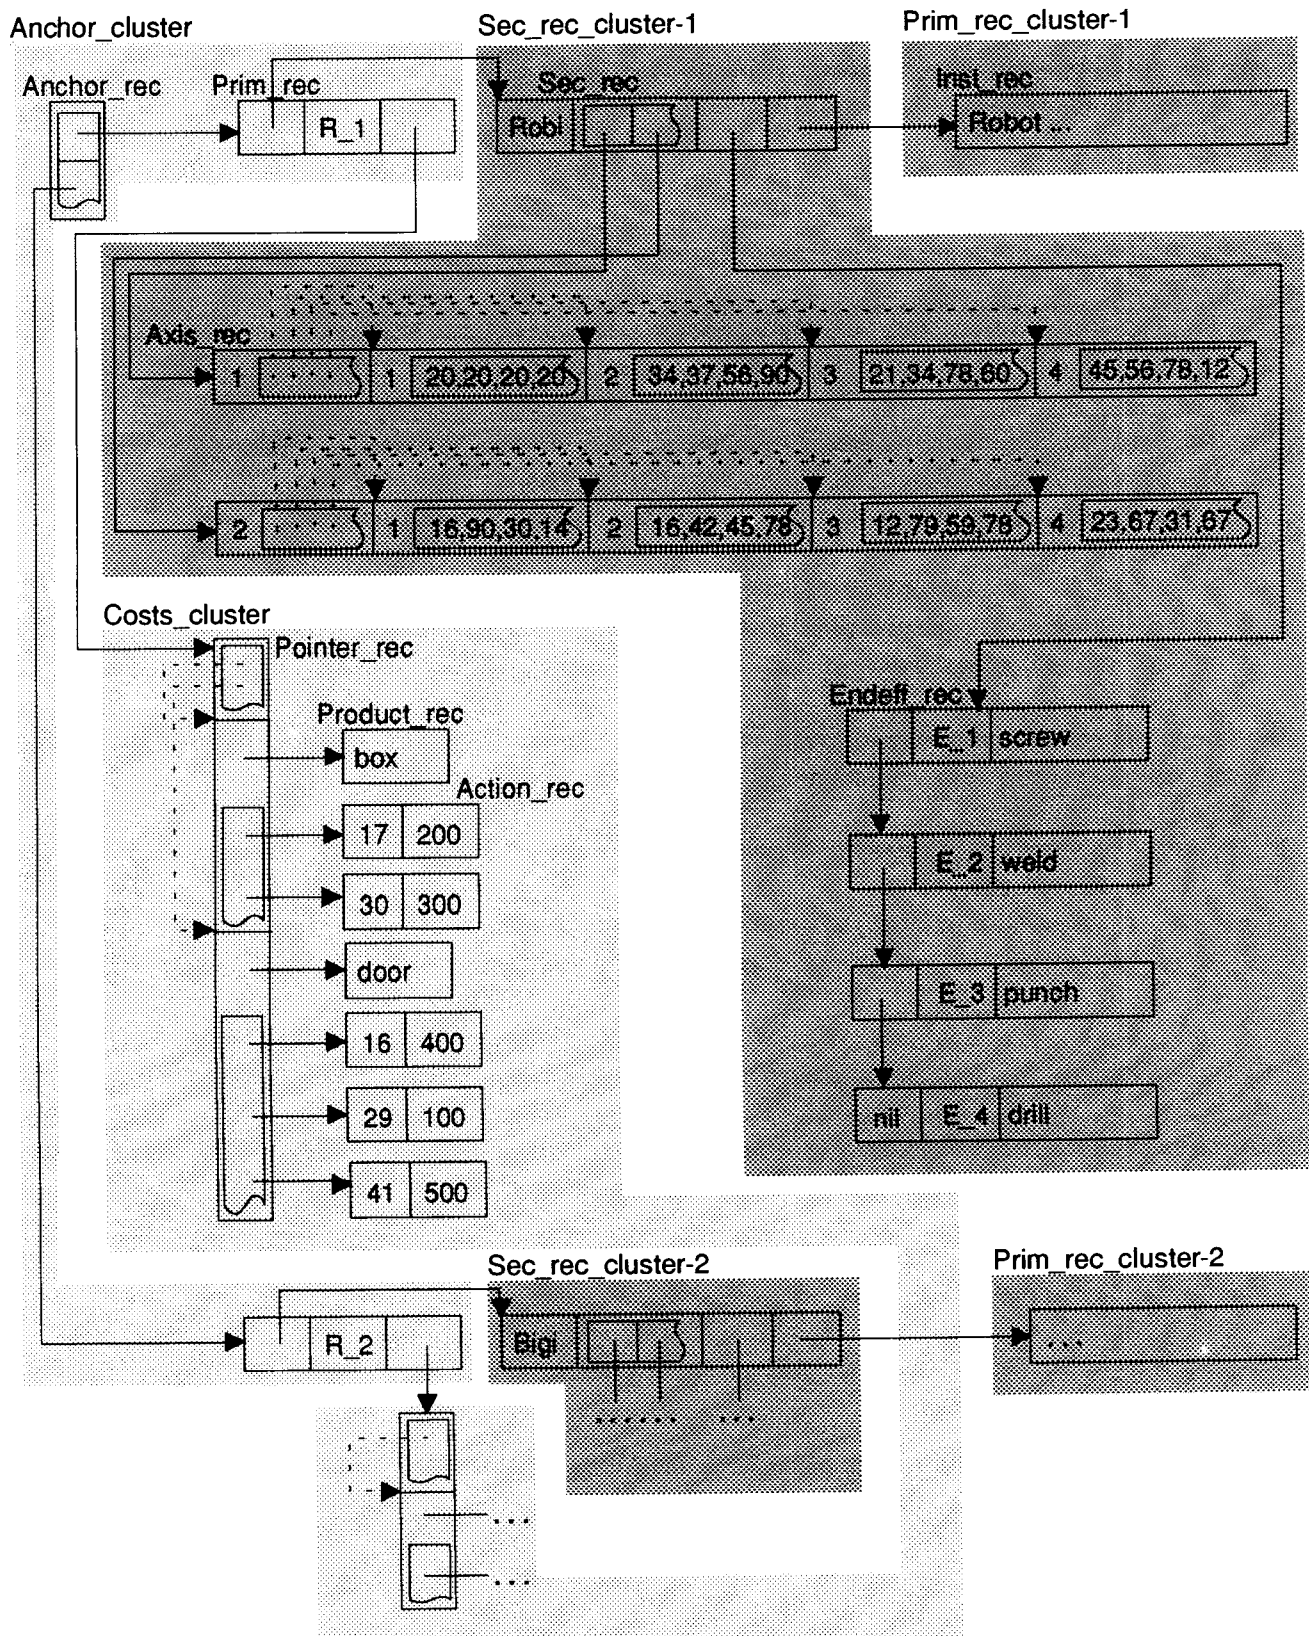 Anchor_cluster
Sec_rec_cluster-1
Prim_rec_cluster-1
Anchor_rec
Prim_rec
Sec_rec
Inst_rec
R_1
Robi
Robot ...
Axis_rec
1 1 20,20,20,20 2 34,37,56,90 3 21,34,78,60 4 45,56,78,12
2 1 16,90,30,14 2 16,42,45,78 3 12,79,59,78 4 23,67,31,67
Costs_cluster
Pointer_rec
Product_rec
box
Action_rec
17 200
30 300
door
16 400
29 100
41 500
Endeff_rec
E_1 screw
E_2 weld
E_3 punch
nil E_4 drill
Sec_rec_cluster-2
Prim_rec_cluster-2
R_2
Bigi
...
...... ...
...
...